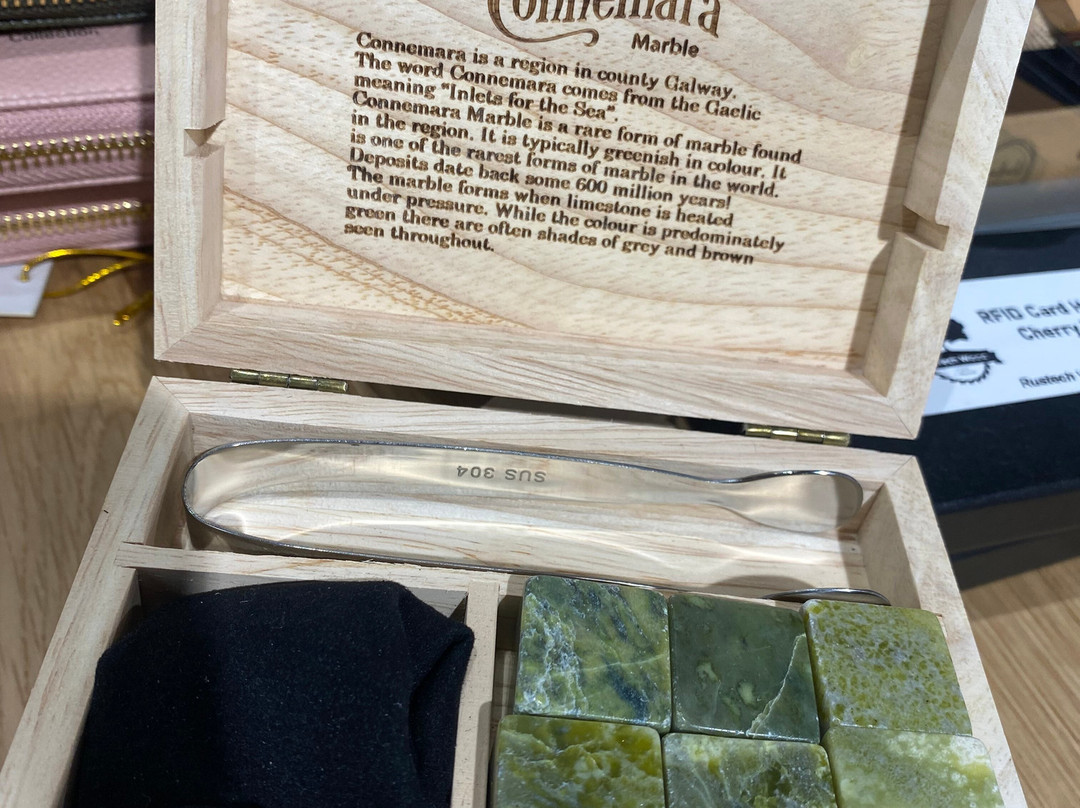 Connemara
Marble
Connemara is a region in county Galway.
The word Connemara comes from the Gaelic
meaning "Inlets for the Sea".
Connemara Marble is a rare form of marble found
in the region. It is typically greenish in colour. It
is one of the rarest forms of marble in the world.
Deposits date back some 600 million years!
The marble forms when limestone is heated
under pressure. While the colour is predominately
green there are often shades of grey and brown
seen throughout.
SUS 304
Collection
RFID Card
Cherry
Rustech